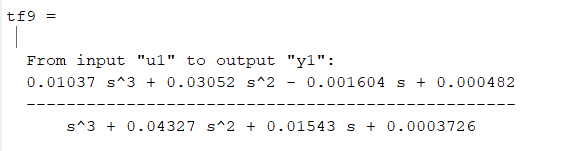 tf9 =
From input "u1" to output "y1":
0.01037 s^3 + 0.03052 s^2 - 0.001604 s + 0.000482
-------------------------------------------------
s^3 + 0.04327 s^2 + 0.01543 s + 0.0003726